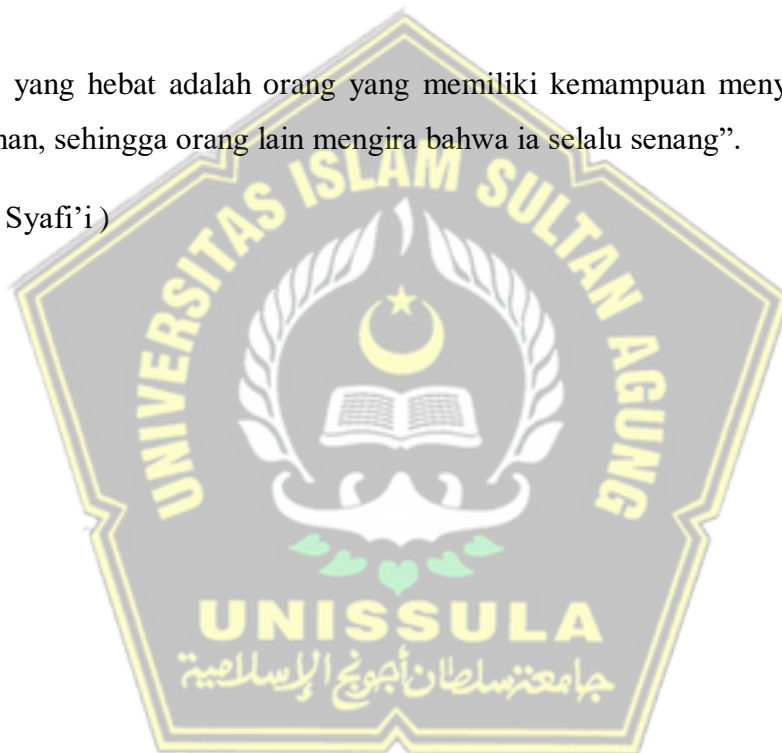 yang hebat adalah orang yang memiliki kemampuan meny
nan, sehingga orang lain mengira bahwa ia selalu senang”.
Syafi’i )
UNIVERSITAS ISLAM SULTAN AGUNG
UNISSULA
جامعة سلطان أجونج الإسلامية